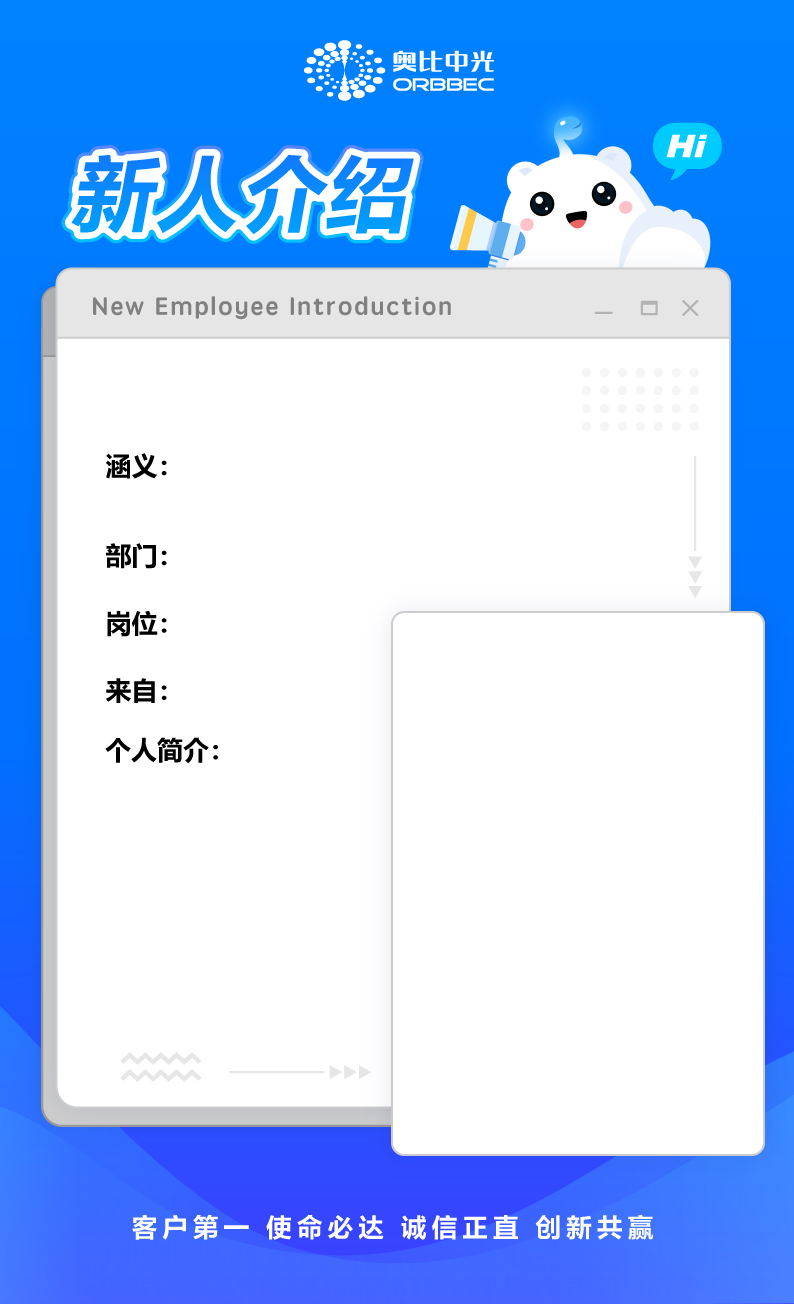 奥比中光
ORBBEC
新人介绍
Hi
New Employee Introduction
涵义：
部门：
岗位：
来自：
个人简介：
客户第一 使命必达 诚信正直 创新共赢